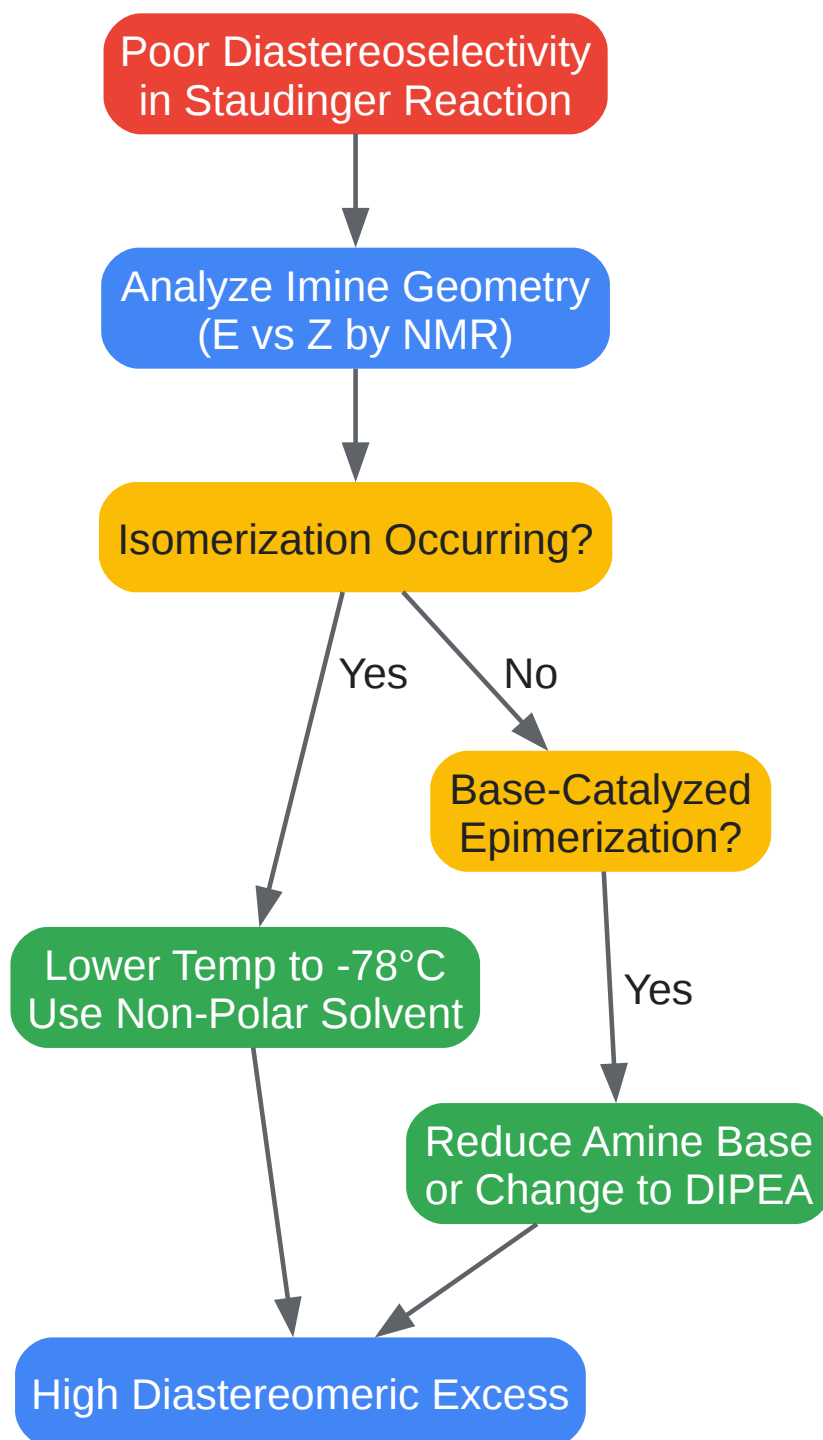 Poor Diastereoselectivity
in Staudinger Reaction
Analyze Imine Geometry
(E vs Z by NMR)
Isomerization Occurring?
Yes
No
Base-Catalyzed
Epimerization?
Lower Temp to -78°C
Use Non-Polar Solvent
Yes
Reduce Amine Base
or Change to DIPEA
High Diastereomeric Excess